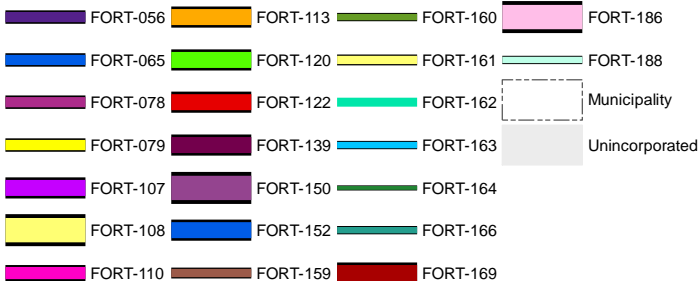 FORT-056
FORT-065
FORT-078
FORT-079
FORT-107
FORT-108
FORT-110
FORT-113
FORT-120
FORT-122
FORT-139
FORT-150
FORT-152
FORT-159
FORT-160
FORT-161
FORT-162
FORT-163
FORT-164
FORT-166
FORT-169
FORT-186
FORT-188
Municipality
Unincorporated